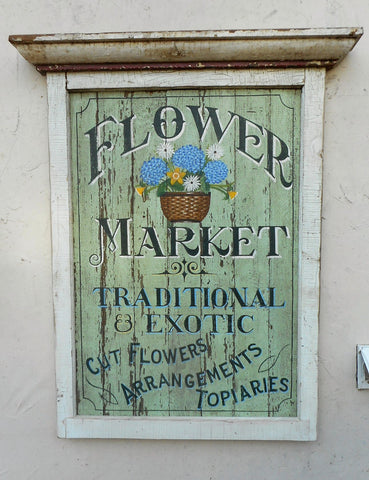 FLOWER
MARKET
TRADITIONAL
& EXOTIC
CUT FLOWERS
ARRANGEMENTS
TOPIARIES